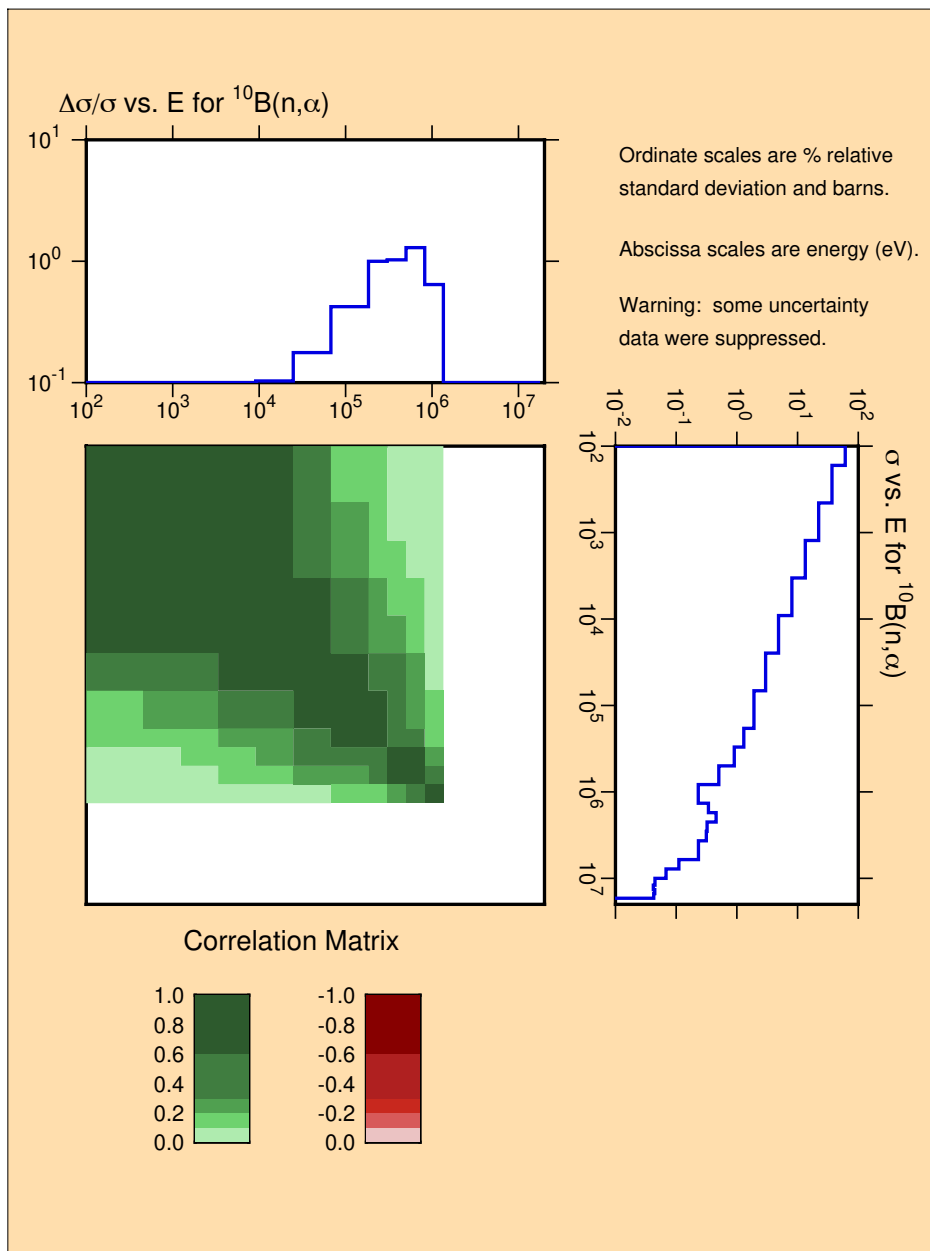 Δσ/σ vs. E for ¹⁰B(n,α)
10¹
10⁰
10⁻¹
10² 10³ 10⁴ 10⁵ 10⁶ 10⁷
Ordinate scales are % relative
standard deviation and barns.
Abscissa scales are energy (eV).
Warning: some uncertainty
data were suppressed.
10⁻² 10⁻¹ 10⁰ 10¹ 10²
σ vs. E for ¹⁰B(n,α)
10²
10³
10⁴
10⁵
10⁶
10⁷
Correlation Matrix
1.0
0.8
0.6
0.4
0.2
0.0
-1.0
-0.8
-0.6
-0.4
-0.2
0.0